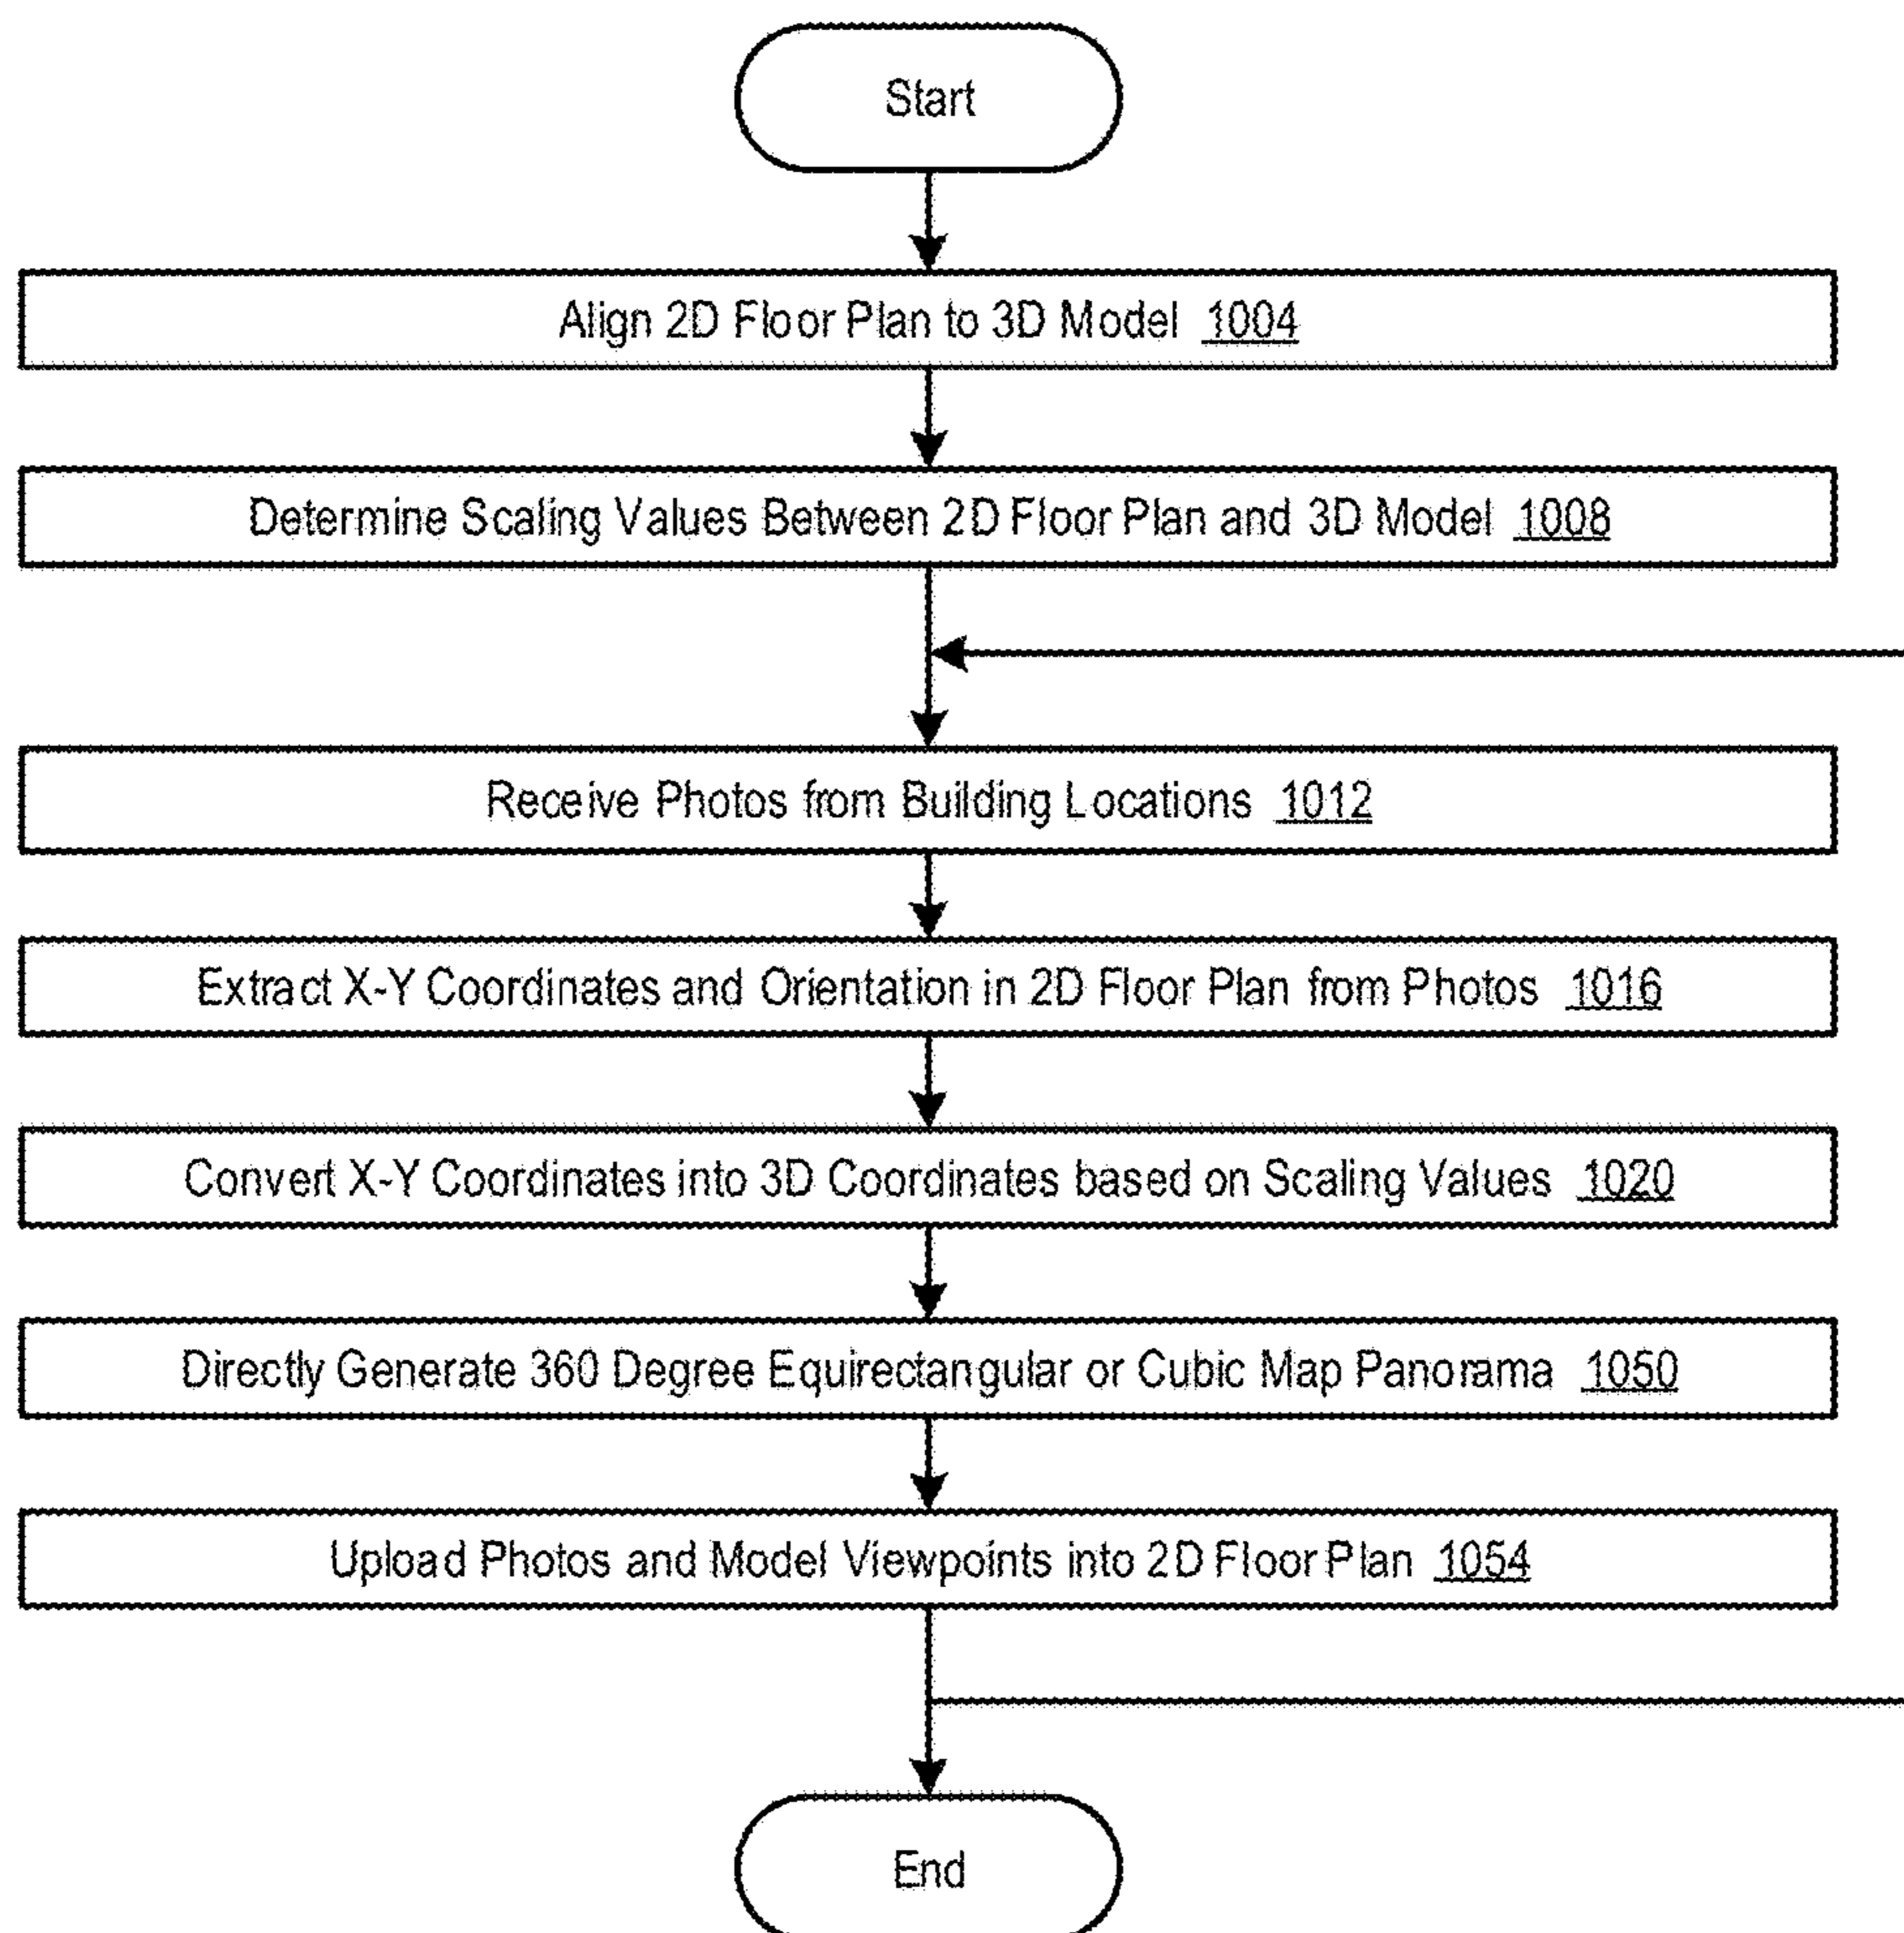 Start
Align 2D Floor Plan to 3D Model 1004
Determine Scaling Values Between 2D Floor Plan and 3D Model 1008
Receive Photos from Building Locations 1012
Extract X-Y Coordinates and Orientation in 2D Floor Plan from Photos 1016
Convert X-Y Coordinates into 3D Coordinates based on Scaling Values 1020
Directly Generate 360 Degree Equirectangular or Cubic Map Panorama 1050
Upload Photos and Model Viewpoints into 2D Floor Plan 1054
End